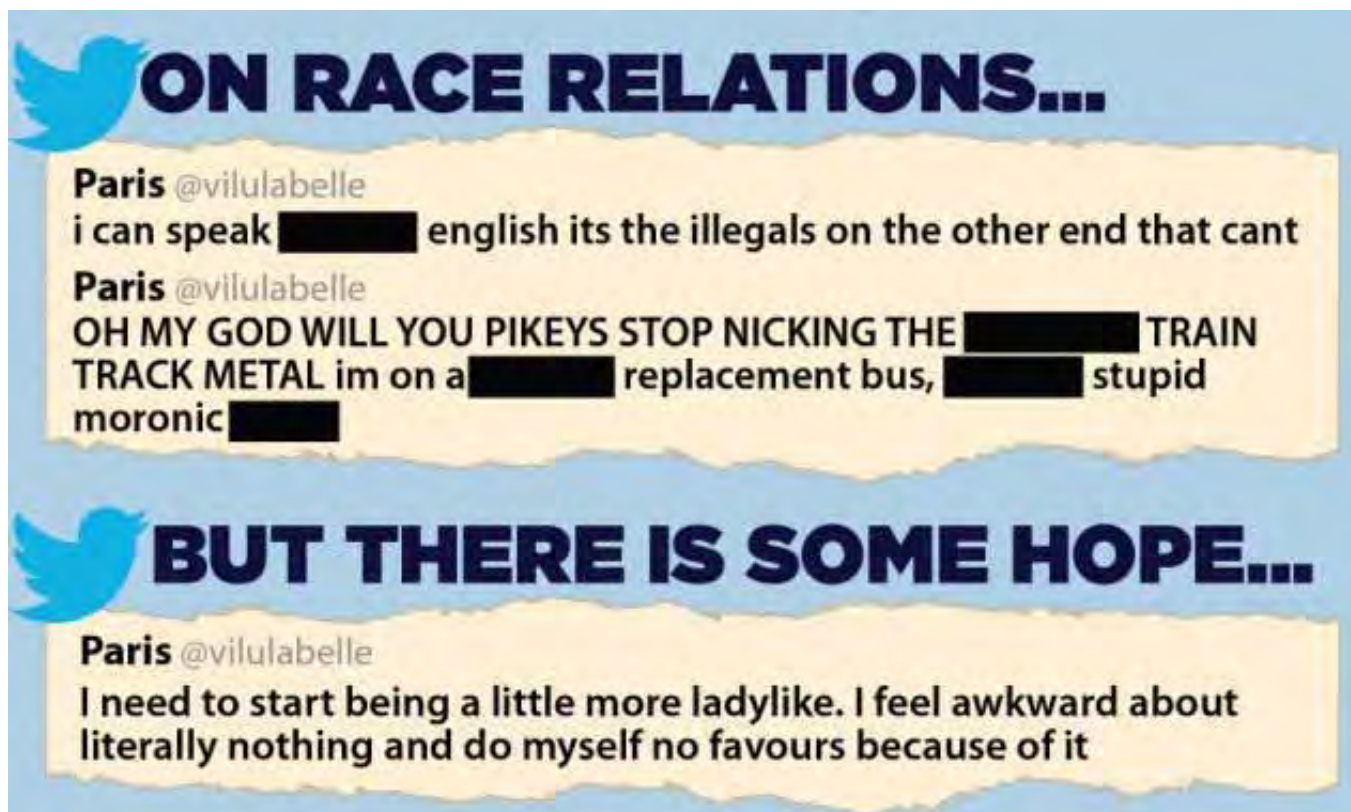 ON RACE RELATIONS...
Paris @vilulabelle
i can speak english its the illegals on the other end that cant
Paris @vilulabelle
OH MY GOD WILL YOU PIKEYS STOP NICKING THE TRAIN
TRACK METAL im on a replacement bus, stupid
moronic
BUT THERE IS SOME HOPE...
Paris @vilulabelle
I need to start being a little more ladylike. I feel awkward about
literally nothing and do myself no favours because of it